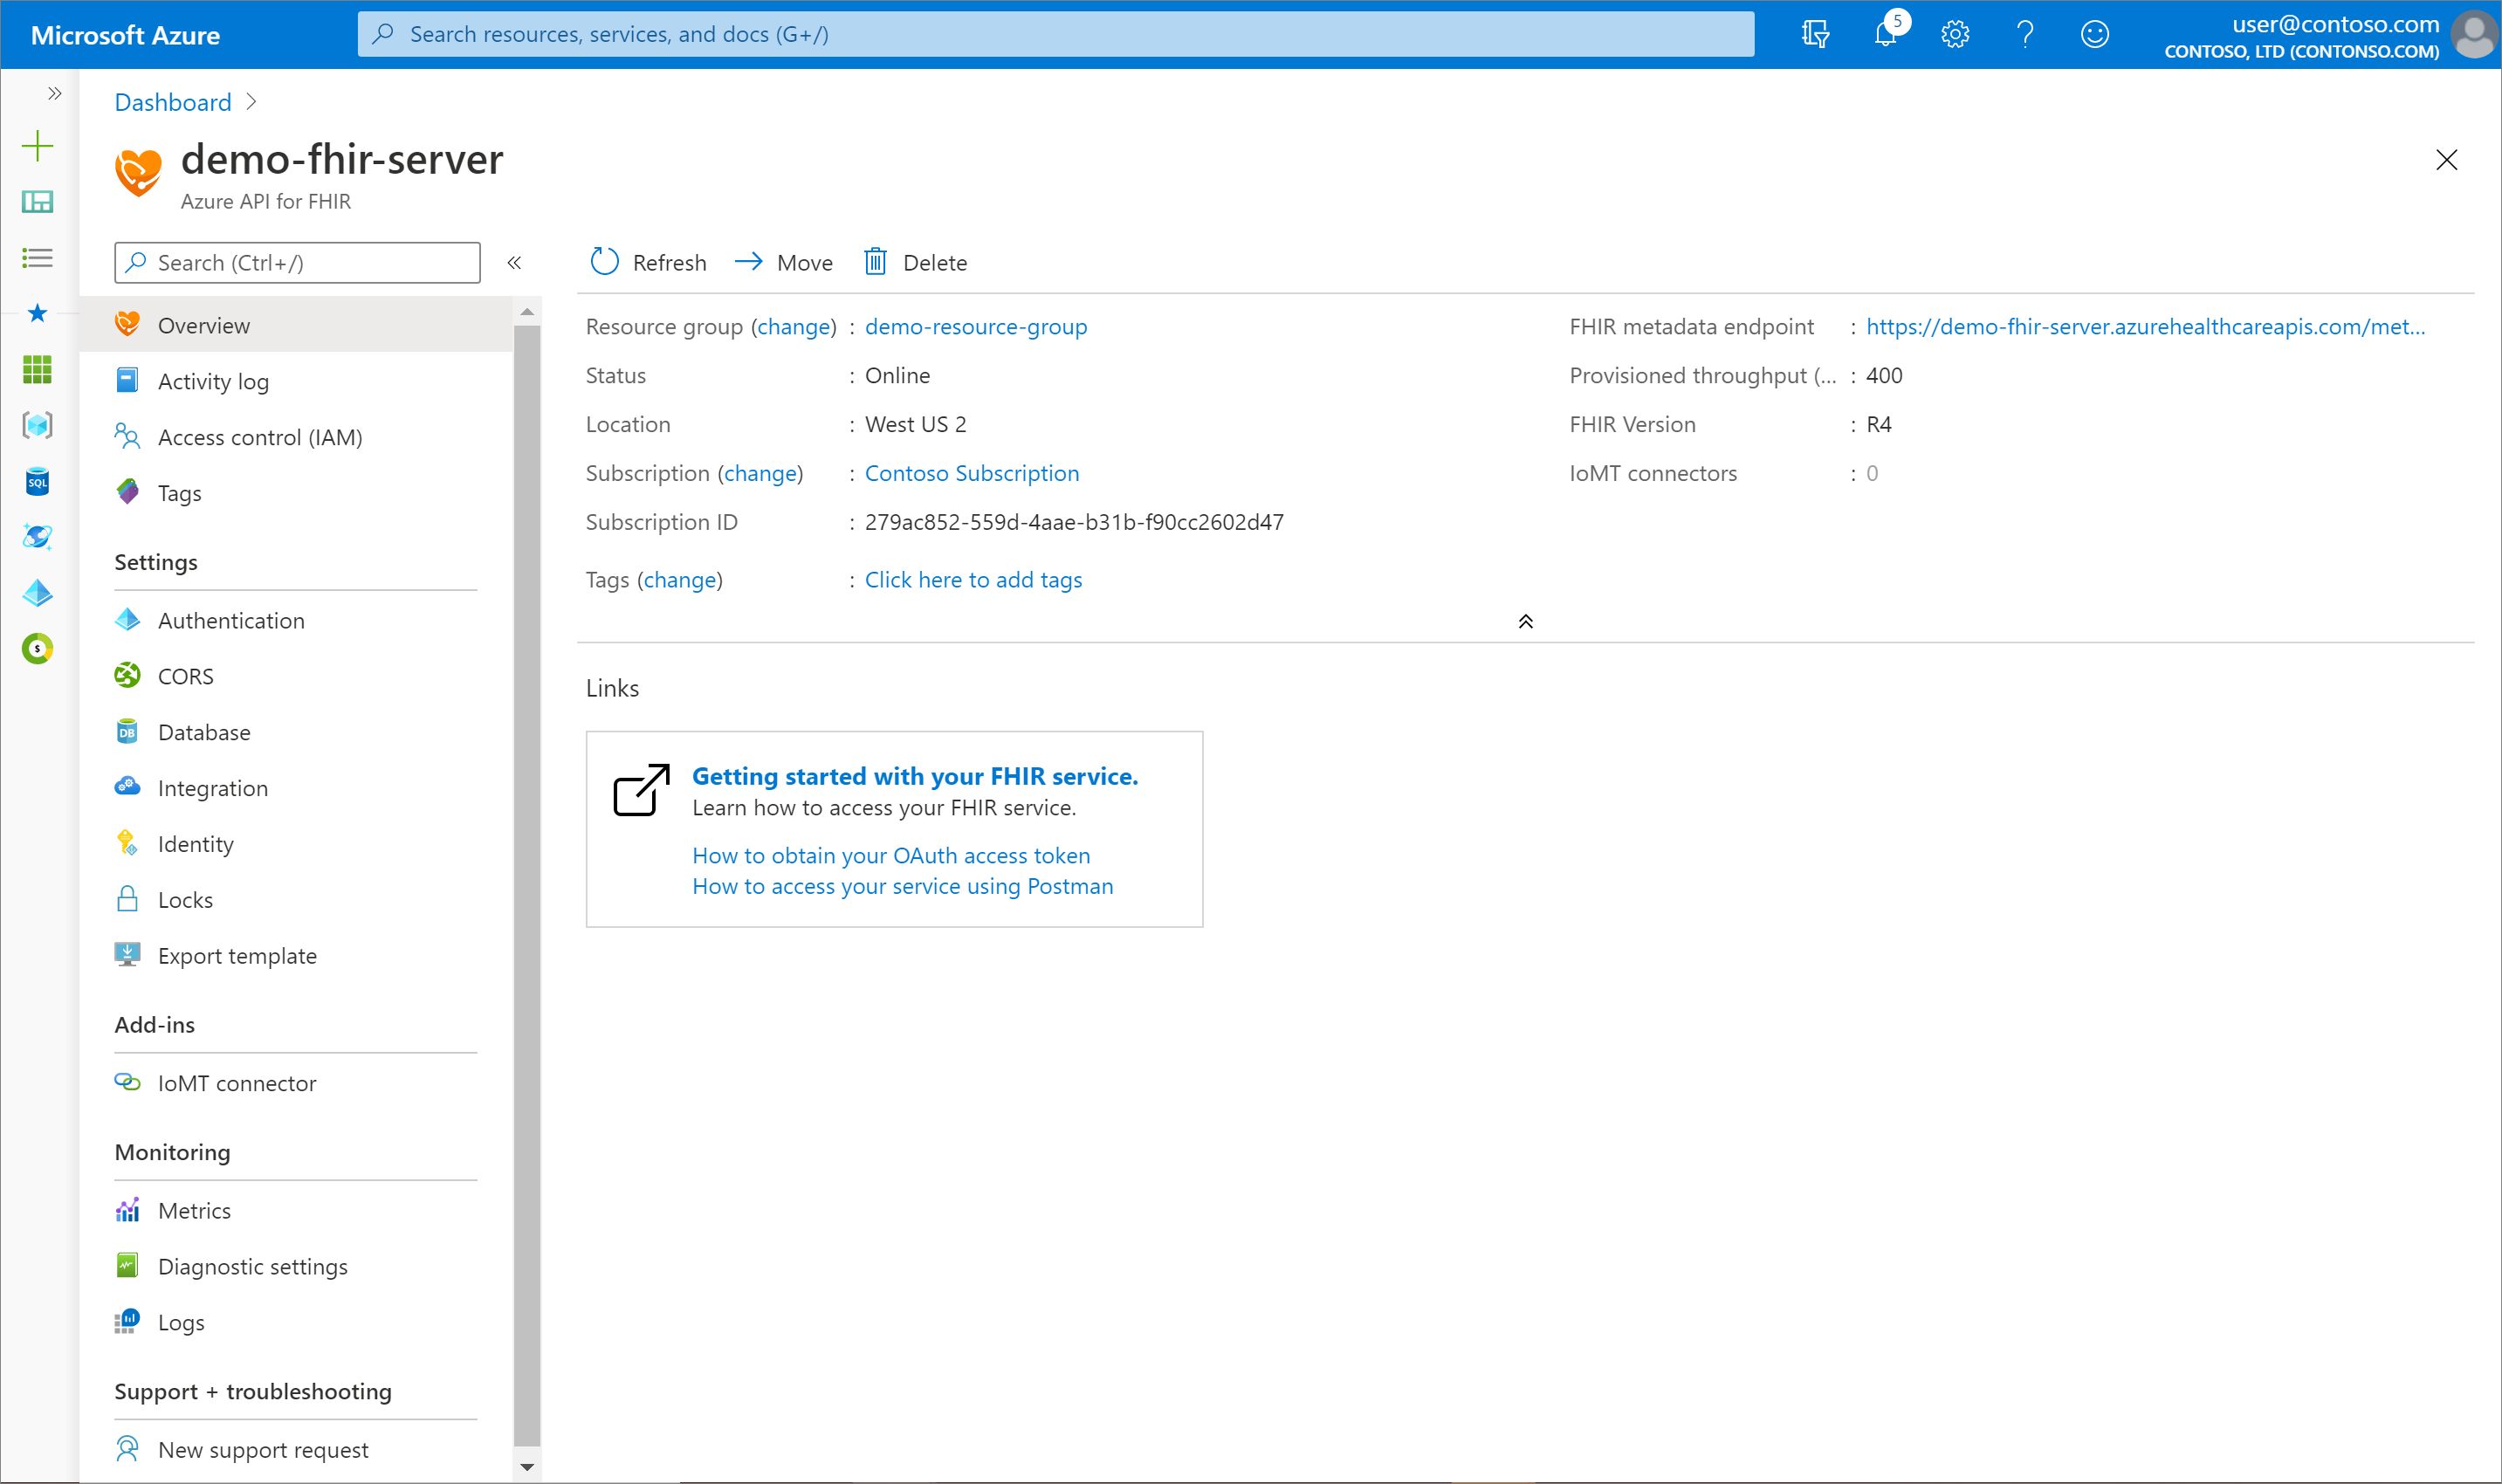 Microsoft Azure
Search resources, services, and docs (G+/)
5
user@contoso.com
CONTOSO, LTD (CONTONSO.COM)
Dashboard
demo-fhir-server
Azure API for FHIR
Search (Ctrl+/)
Refresh
Move
Delete
Overview
Activity log
Access control (IAM)
Tags
Settings
Authentication
CORS
Database
Integration
Identity
Locks
Export template
Add-ins
IoMT connector
Monitoring
Metrics
Diagnostic settings
Logs
Support + troubleshooting
New support request
Resource group (change) : demo-resource-group
Status : Online
Location : West US 2
Subscription (change) : Contoso Subscription
Subscription ID : 279ac852-559d-4aae-b31b-f90cc2602d47
Tags (change) : Click here to add tags
FHIR metadata endpoint : https://demo-fhir-server.azurehealthcareapis.com/met...
Provisioned throughput (... : 400
FHIR Version : R4
IoMT connectors : 0
Links
Getting started with your FHIR service.
Learn how to access your FHIR service.
How to obtain your OAuth access token
How to access your service using Postman
SQL
DB
$